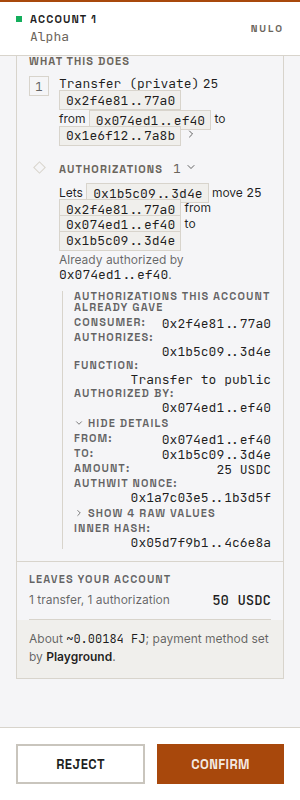 ACCOUNT 1
Alpha
NULO
WHAT THIS DOES
1 Transfer (private) 25
0x2f4e81..77a0
from 0x074ed1..ef40 to
0x1e6f12..7a8b
AUTHORIZATIONS 1
Lets 0x1b5c09..3d4e move 25
0x2f4e81..77a0 from
0x074ed1..ef40 to
0x1b5c09..3d4e
Already authorized by
0x074ed1..ef40.
AUTHORIZATIONS THIS ACCOUNT
ALREADY GAVE
CONSUMER: 0x2f4e81..77a0
AUTHORIZES:
0x1b5c09..3d4e
FUNCTION:
Transfer to public
AUTHORIZED BY:
0x074ed1..ef40
HIDE DETAILS
FROM: 0x074ed1..ef40
TO: 0x1b5c09..3d4e
AMOUNT: 25 USDC
AUTHWIT NONCE:
0x1a7c03e5..1b3d5f
SHOW 4 RAW VALUES
INNER HASH:
0x05d7f9b1..4c6e8a
LEAVES YOUR ACCOUNT
1 transfer, 1 authorization 50 USDC
About ~0.00184 FJ; payment method set
by Playground.
REJECT
CONFIRM